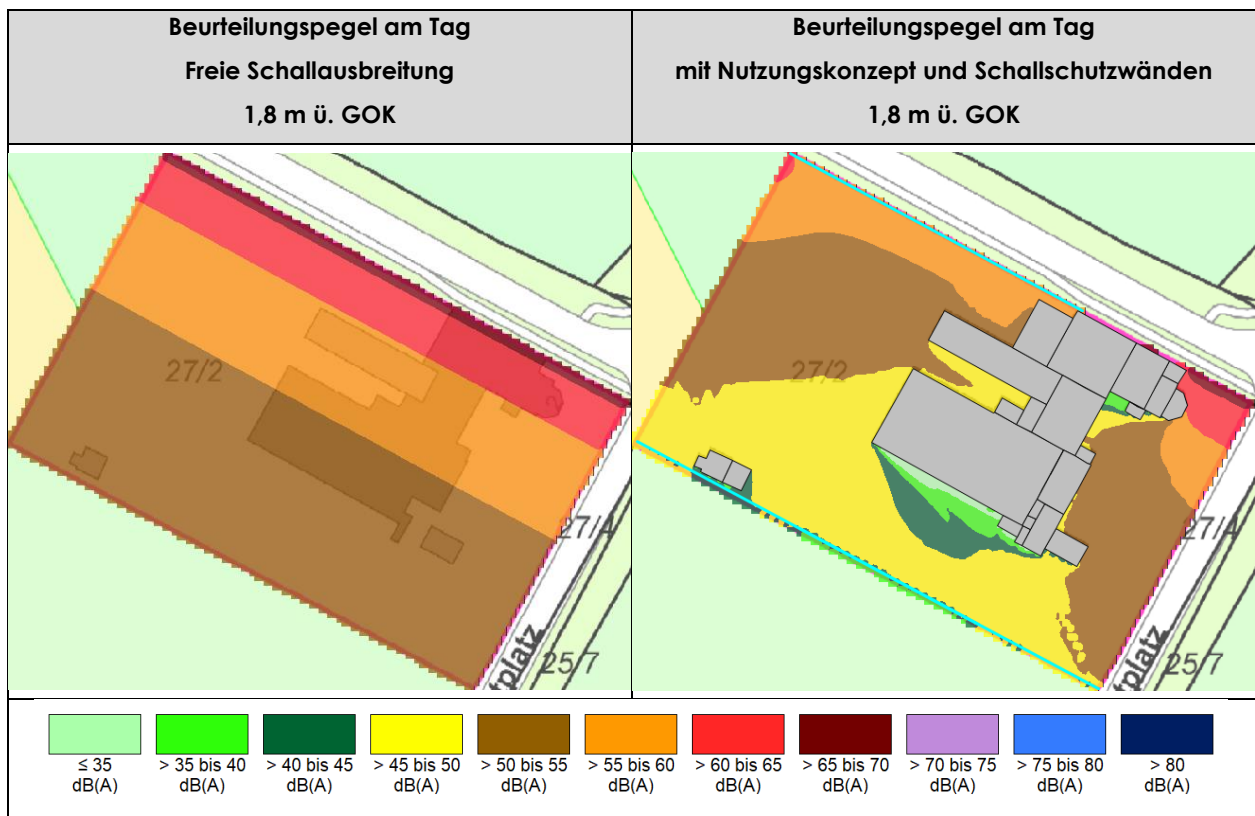 Beurteilungspegel am Tag
Freie Schallausbreitung
1,8 m ü. GOK
Beurteilungspegel am Tag
mit Nutzungskonzept und Schallschutzwänden
1,8 m ü. GOK
27/2
27/4
25/7
tplatz
27/2
27/4
25/7
tplatz
≤ 35
dB(A)
> 35 bis 40
dB(A)
> 40 bis 45
dB(A)
> 45 bis 50
dB(A)
> 50 bis 55
dB(A)
> 55 bis 60
dB(A)
> 60 bis 65
dB(A)
> 65 bis 70
dB(A)
> 70 bis 75
dB(A)
> 75 bis 80
dB(A)
> 80
dB(A)